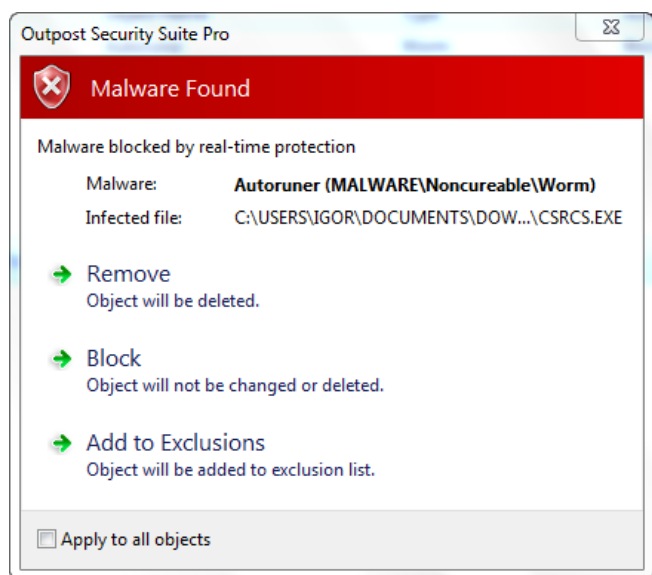 Outpost Security Suite Pro
Malware Found
Malware blocked by real-time protection
Malware: Autoruner (MALWARE\Noncureable\Worm)
Infected file: C:\USERS\IGOR\DOCUMENTS\DOW...\CSRCS.EXE
Remove
Object will be deleted.
Block
Object will not be changed or deleted.
Add to Exclusions
Object will be added to exclusion list.
Apply to all objects